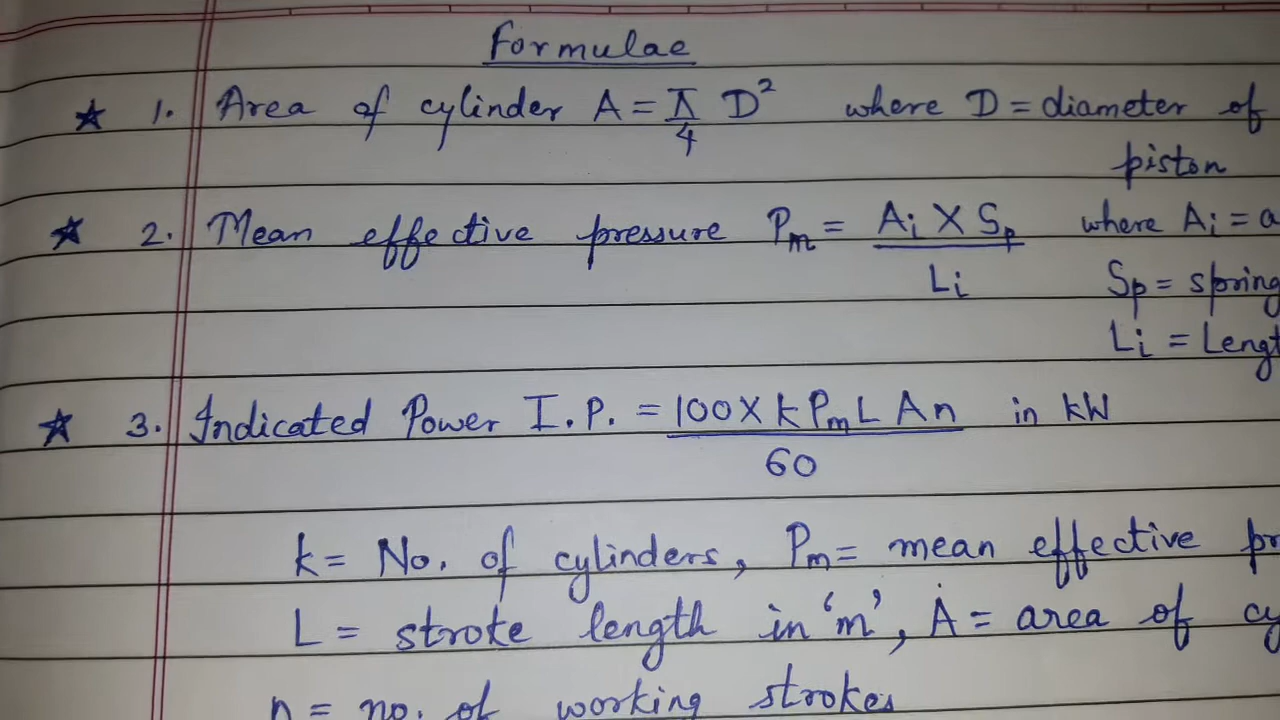 Formulae
★ 1. Area of cylinder A = π/4 D² where D = diameter of
piston
★ 2. Mean effective pressure Pm = Ai X Sp / Li where Ai = a
Sp = spring
Li = Lengt
★ 3. Indicated Power I.P. = 100 X k Pm L A n / 60 in kW
k = No. of cylinders, Pm = mean effective pr
L = stroke length in 'm', A = area of cy
n = no. of working strokes